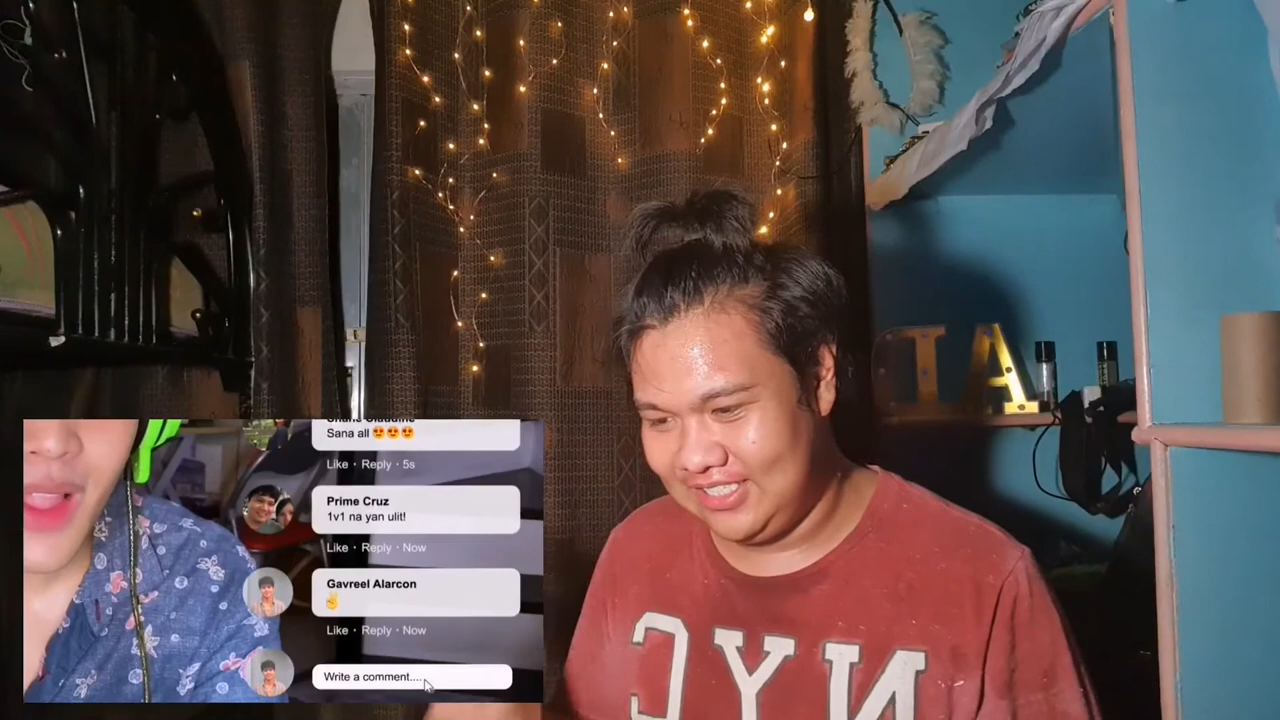 Sana all 😍😍😍
Like · Reply · 5s
Prime Cruz
1v1 na yan ulit!
Like · Reply · Now
Gavreel Alarcon
✌️
Like · Reply · Now
Write a comment....
NYC